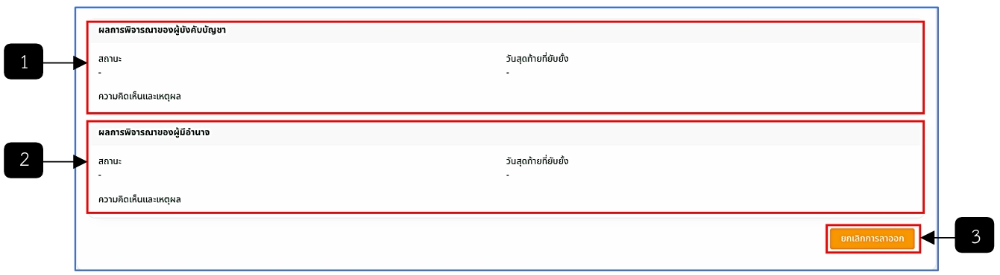 ผลการพิจารณาของผู้บังคับบัญชา
1
สถานะ วันสุดท้ายที่ยับยั้ง
- -
ความคิดเห็นและเหตุผล
ผลการพิจารณาของผู้มีอำนาจ
2
สถานะ วันสุดท้ายที่ยับยั้ง
- -
ความคิดเห็นและเหตุผล
ยกเลิกการลาออก 3